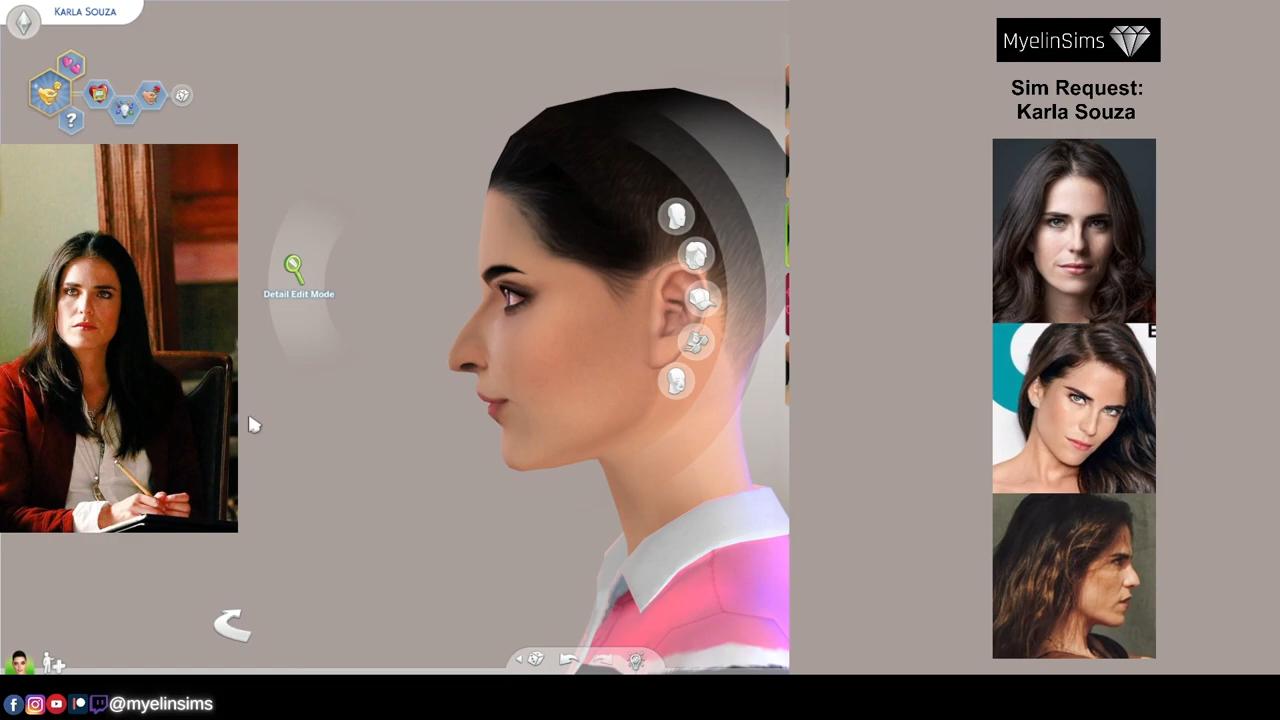 KARLA SOUZA
MyelinSims
Sim Request:
Karla Souza
?
Detail Edit Mode
E
@myelinsims